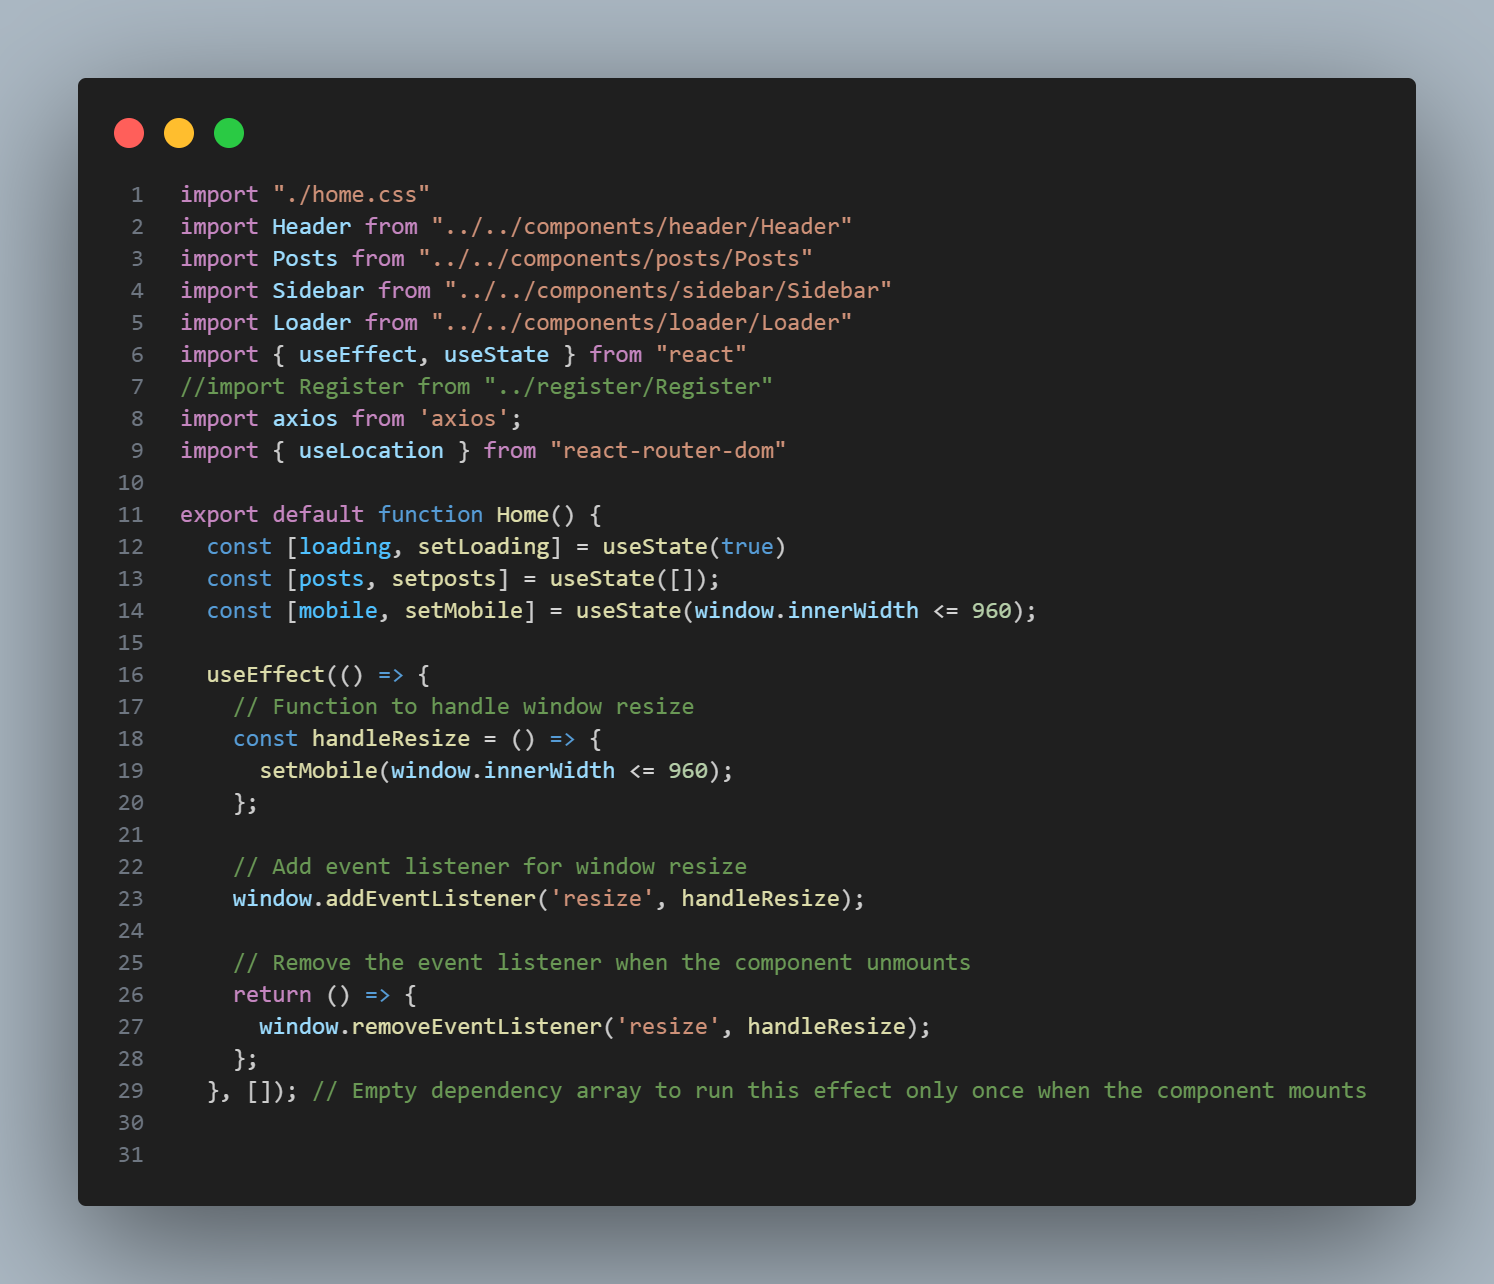 1 import "./home.css"
2 import Header from "../../components/header/Header"
3 import Posts from "../../components/posts/Posts"
4 import Sidebar from "../../components/sidebar/Sidebar"
5 import Loader from "../../components/loader/Loader"
6 import { useEffect, useState } from "react"
7 //import Register from "../register/Register"
8 import axios from 'axios';
9 import { useLocation } from "react-router-dom"
10
11 export default function Home() {
12   const [loading, setLoading] = useState(true)
13   const [posts, setposts] = useState([]);
14   const [mobile, setMobile] = useState(window.innerWidth <= 960);
15
16   useEffect(() => {
17     // Function to handle window resize
18     const handleResize = () => {
19       setMobile(window.innerWidth <= 960);
20     };
21
22     // Add event listener for window resize
23     window.addEventListener('resize', handleResize);
24
25     // Remove the event listener when the component unmounts
26     return () => {
27       window.removeEventListener('resize', handleResize);
28     };
29   }, []); // Empty dependency array to run this effect only once when the component mounts
30
31